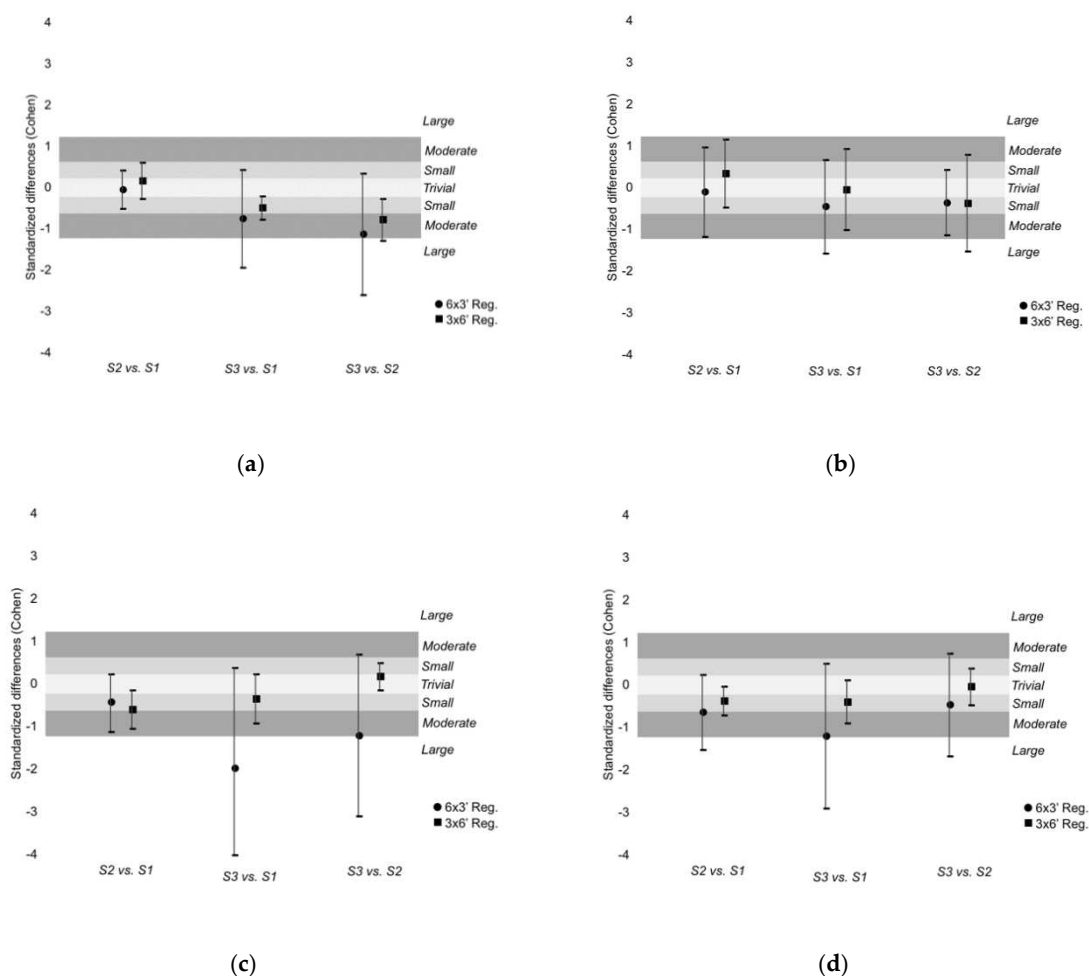 4
3
2
1
0
-1
-2
-3
-4
Standardized differences (Cohen)
Large
Moderate
Small
Trivial
Small
Moderate
Large
6x3' Reg.
3x6' Reg.
S2 vs. S1
S3 vs. S1
S3 vs. S2
(a)
4
3
2
1
0
-1
-2
-3
-4
Standardized differences (Cohen)
Large
Moderate
Small
Trivial
Small
Moderate
Large
6x3' Reg.
3x6' Reg.
S2 vs. S1
S3 vs. S1
S3 vs. S2
(b)
4
3
2
1
0
-1
-2
-3
-4
Standardized differences (Cohen)
Large
Moderate
Small
Trivial
Small
Moderate
Large
6x3' Reg.
3x6' Reg.
S2 vs. S1
S3 vs. S1
S3 vs. S2
(c)
4
3
2
1
0
-1
-2
-3
-4
Standardized differences (Cohen)
Large
Moderate
Small
Trivial
Small
Moderate
Large
6x3' Reg.
3x6' Reg.
S2 vs. S1
S3 vs. S1
S3 vs. S2
(d)